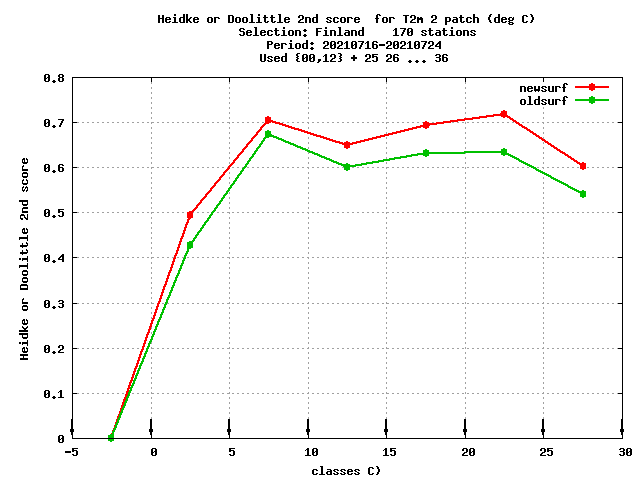 Heidke or Doolittle 2nd score  for T2m 2 patch (deg C)
Selection: Finland    170 stations
Period: 20210716-20210724
Used {00,12} + 25 26 ... 36
newsurf
oldsurf
Heidke or Doolittle 2nd score
0.8
0.7
0.6
0.5
0.4
0.3
0.2
0.1
0
-5 0 5 10 15 20 25 30
classes C)